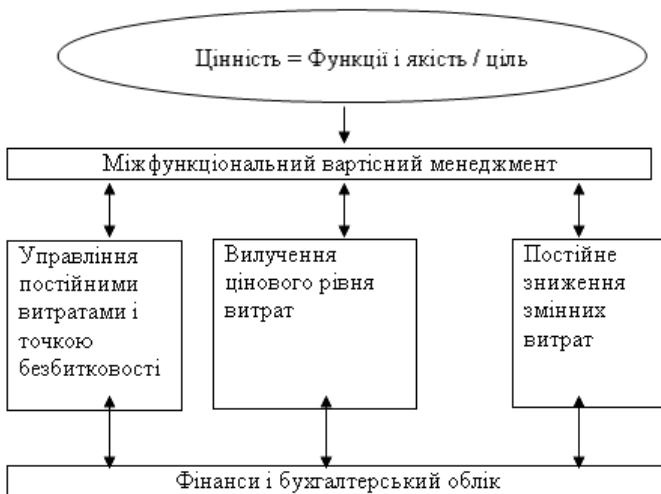 Цінність = Функції і якість / ціль
Міжфункціональний вартісний менеджмент
Управління
постійними
витратами і
точкою
безбитковості
Вилучення
цінового рівня
витрат
Постійне
зниження
змінних
витрат
Фінанси і бухгалтерський облік